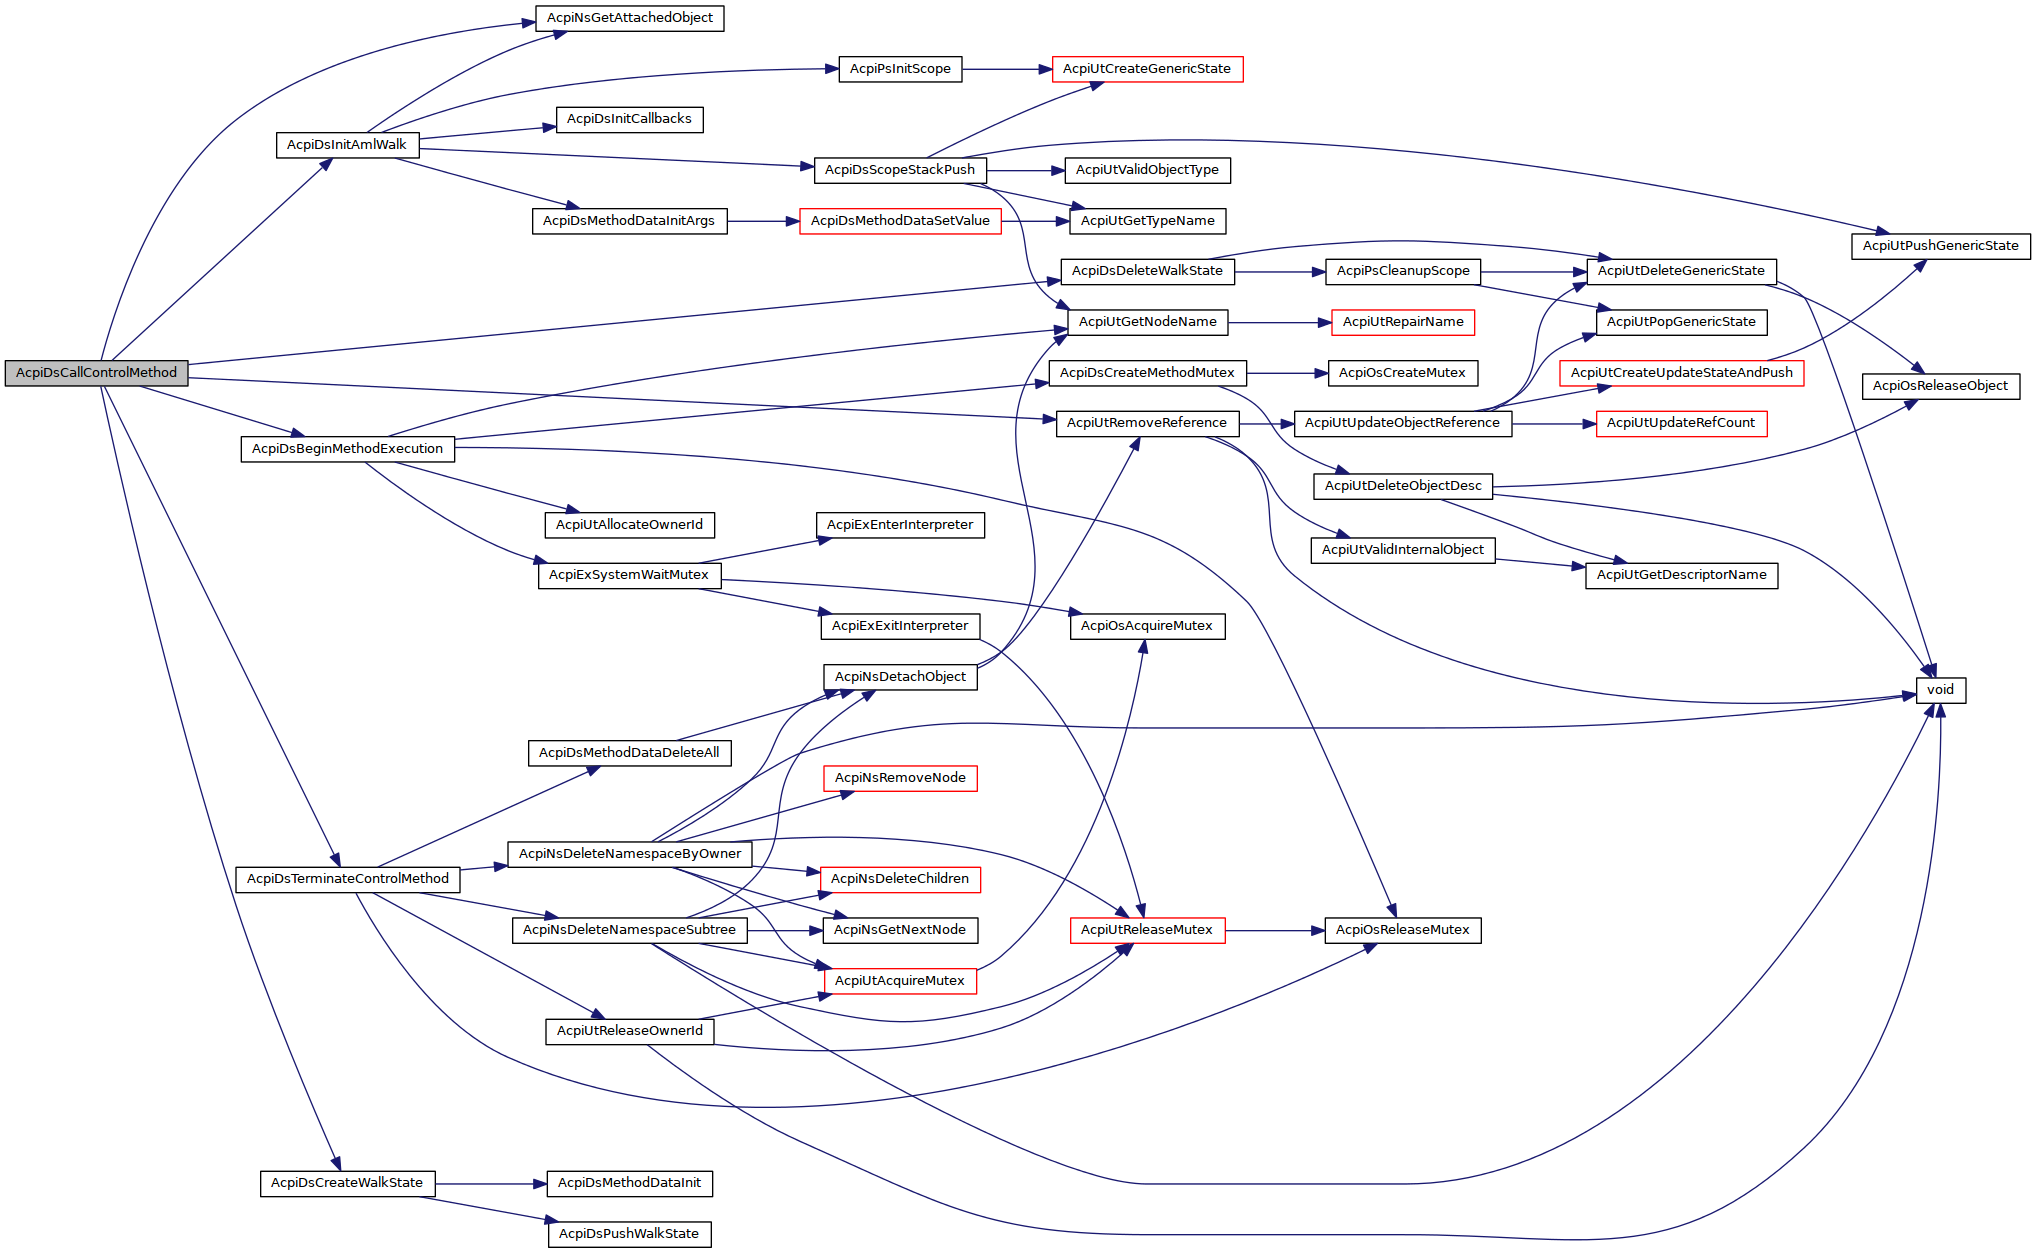 AcpiNsGetAttachedObject
AcpiPsInitScope
AcpiUtCreateGenericState
AcpiDsInitCallbacks
AcpiDsInitAmlWalk
AcpiDsScopeStackPush
AcpiUtValidObjectType
AcpiDsMethodDataInitArgs
AcpiDsMethodDataSetValue
AcpiUtGetTypeName
AcpiUtPushGenericState
AcpiDsDeleteWalkState
AcpiPsCleanupScope
AcpiUtDeleteGenericState
AcpiUtGetNodeName
AcpiUtRepairName
AcpiUtPopGenericState
AcpiDsCallControlMethod
AcpiDsCreateMethodMutex
AcpiOsCreateMutex
AcpiUtCreateUpdateStateAndPush
AcpiOsReleaseObject
AcpiUtRemoveReference
AcpiUtUpdateObjectReference
AcpiUtUpdateRefCount
AcpiDsBeginMethodExecution
AcpiUtDeleteObjectDesc
AcpiUtAllocateOwnerId
AcpiExEnterInterpreter
AcpiUtValidInternalObject
AcpiExSystemWaitMutex
AcpiUtGetDescriptorName
AcpiExExitInterpreter
AcpiOsAcquireMutex
AcpiNsDetachObject
void
AcpiDsMethodDataDeleteAll
AcpiNsRemoveNode
AcpiNsDeleteNamespaceByOwner
AcpiDsTerminateControlMethod
AcpiNsDeleteChildren
AcpiNsDeleteNamespaceSubtree
AcpiNsGetNextNode
AcpiUtReleaseMutex
AcpiOsReleaseMutex
AcpiUtAcquireMutex
AcpiUtReleaseOwnerId
AcpiDsCreateWalkState
AcpiDsMethodDataInit
AcpiDsPushWalkState